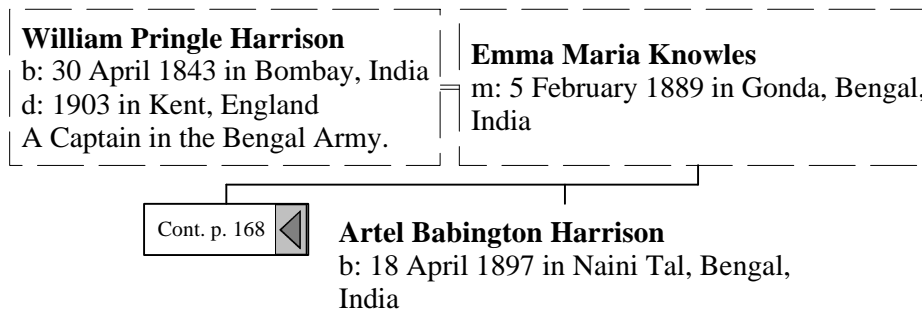 William Pringle Harrison
b: 30 April 1843 in Bombay, India
d: 1903 in Kent, England
A Captain in the Bengal Army.
Emma Maria Knowles
m: 5 February 1889 in Gonda, Bengal,
India
Cont. p. 168
Artel Babington Harrison
b: 18 April 1897 in Naini Tal, Bengal,
India